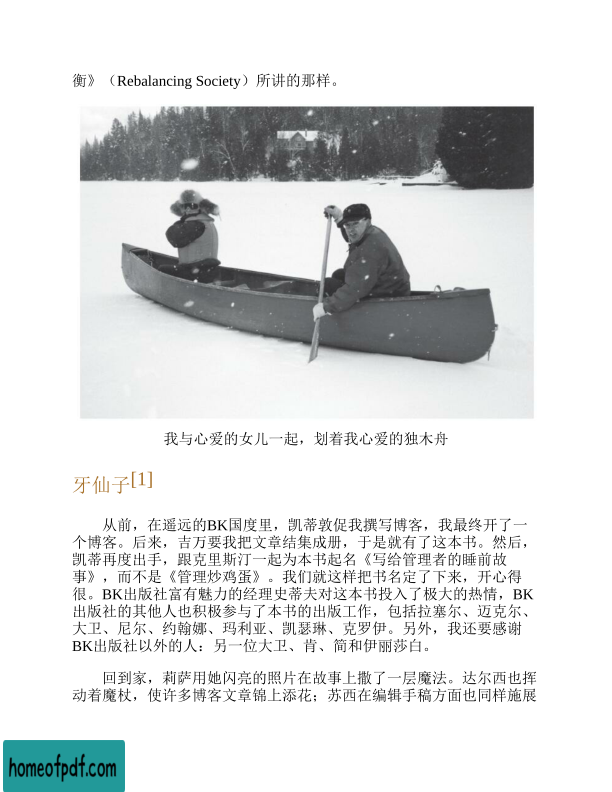 衡》（Rebalancing Society）所讲的那样。
我与心爱的女儿一起，划着我心爱的独木舟
牙仙子[1]
从前，在遥远的BK国度里，凯蒂敦促我撰写博客，我最终开了一
个博客。后来，吉万要我把文章结集成册，于是就有了这本书。然后，
凯蒂再度出手，跟克里斯汀一起为本书起名《写给管理者的睡前故
事》，而不是《管理炒鸡蛋》。我们就这样把书名定了下来，开心得
很。BK出版社富有魅力的经理史蒂夫对这本书投入了极大的热情，BK
出版社的其他人也积极参与了本书的出版工作，包括拉塞尔、迈克尔、
大卫、尼尔、约翰娜、玛利亚、凯瑟琳、克罗伊。另外，我还要感谢
BK出版社以外的人：另一位大卫、肯、简和伊丽莎白。
回到家，莉萨用她闪亮的照片在故事上撒了一层魔法。达尔西也挥
动着魔杖，使许多博客文章锦上添花；苏西在编辑手稿方面也同样施展
homeofpdf.com